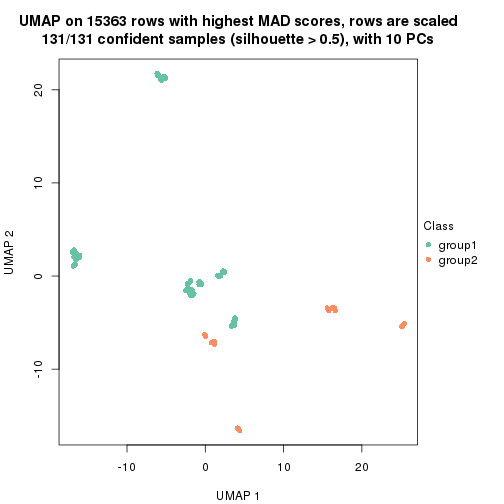 UMAP on 15363 rows with highest MAD scores, rows are scaled
131/131 confident samples (silhouette > 0.5), with 10 PCs
20
10
0
-10
UMAP 2
-10
0
10
20
UMAP 1
Class
group1
group2